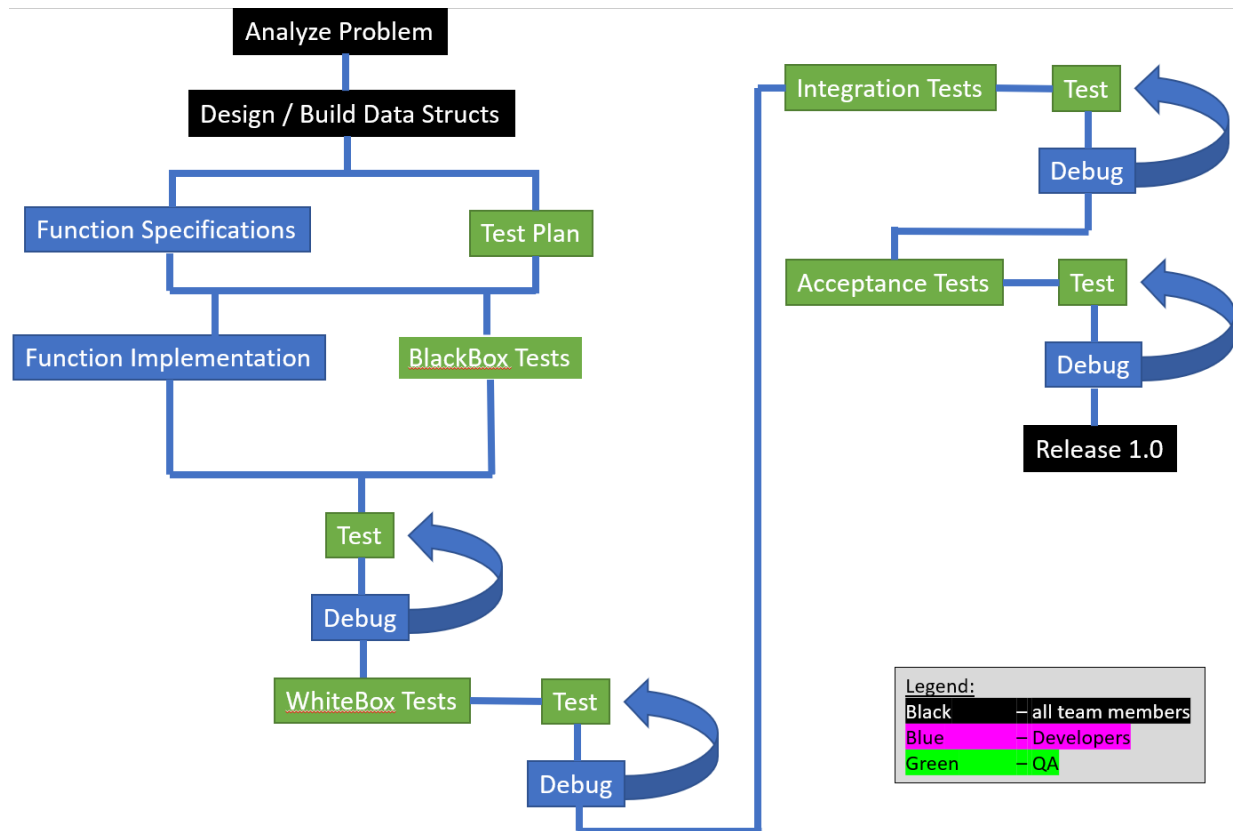 Analyze Problem
Design / Build Data Structs
Function Specifications
Test Plan
Function Implementation
BlackBox Tests
Test
Debug
WhiteBox Tests
Test
Debug
Integration Tests
Test
Debug
Acceptance Tests
Test
Debug
Release 1.0
Legend:
Black – all team members
Blue – Developers
Green – QA